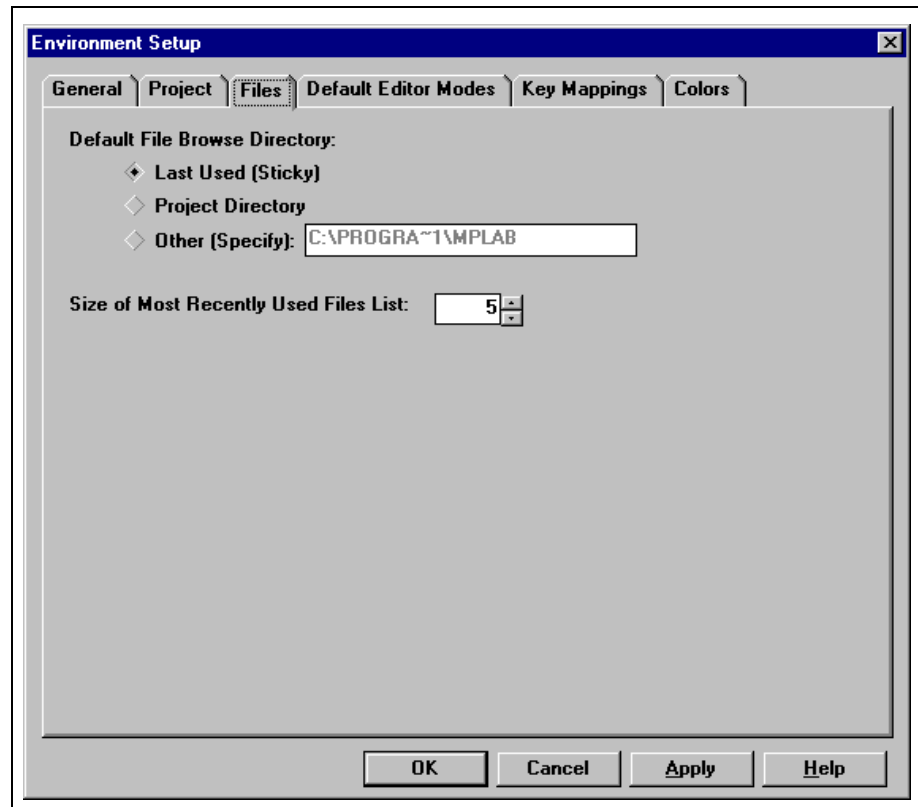 Environment Setup
General Project Files Default Editor Modes Key Mappings Colors
Default File Browse Directory:
Last Used (Sticky)
Project Directory
Other (Specify): C:\PROGRA~1\MPLAB
Size of Most Recently Used Files List: 5
OK Cancel Apply Help